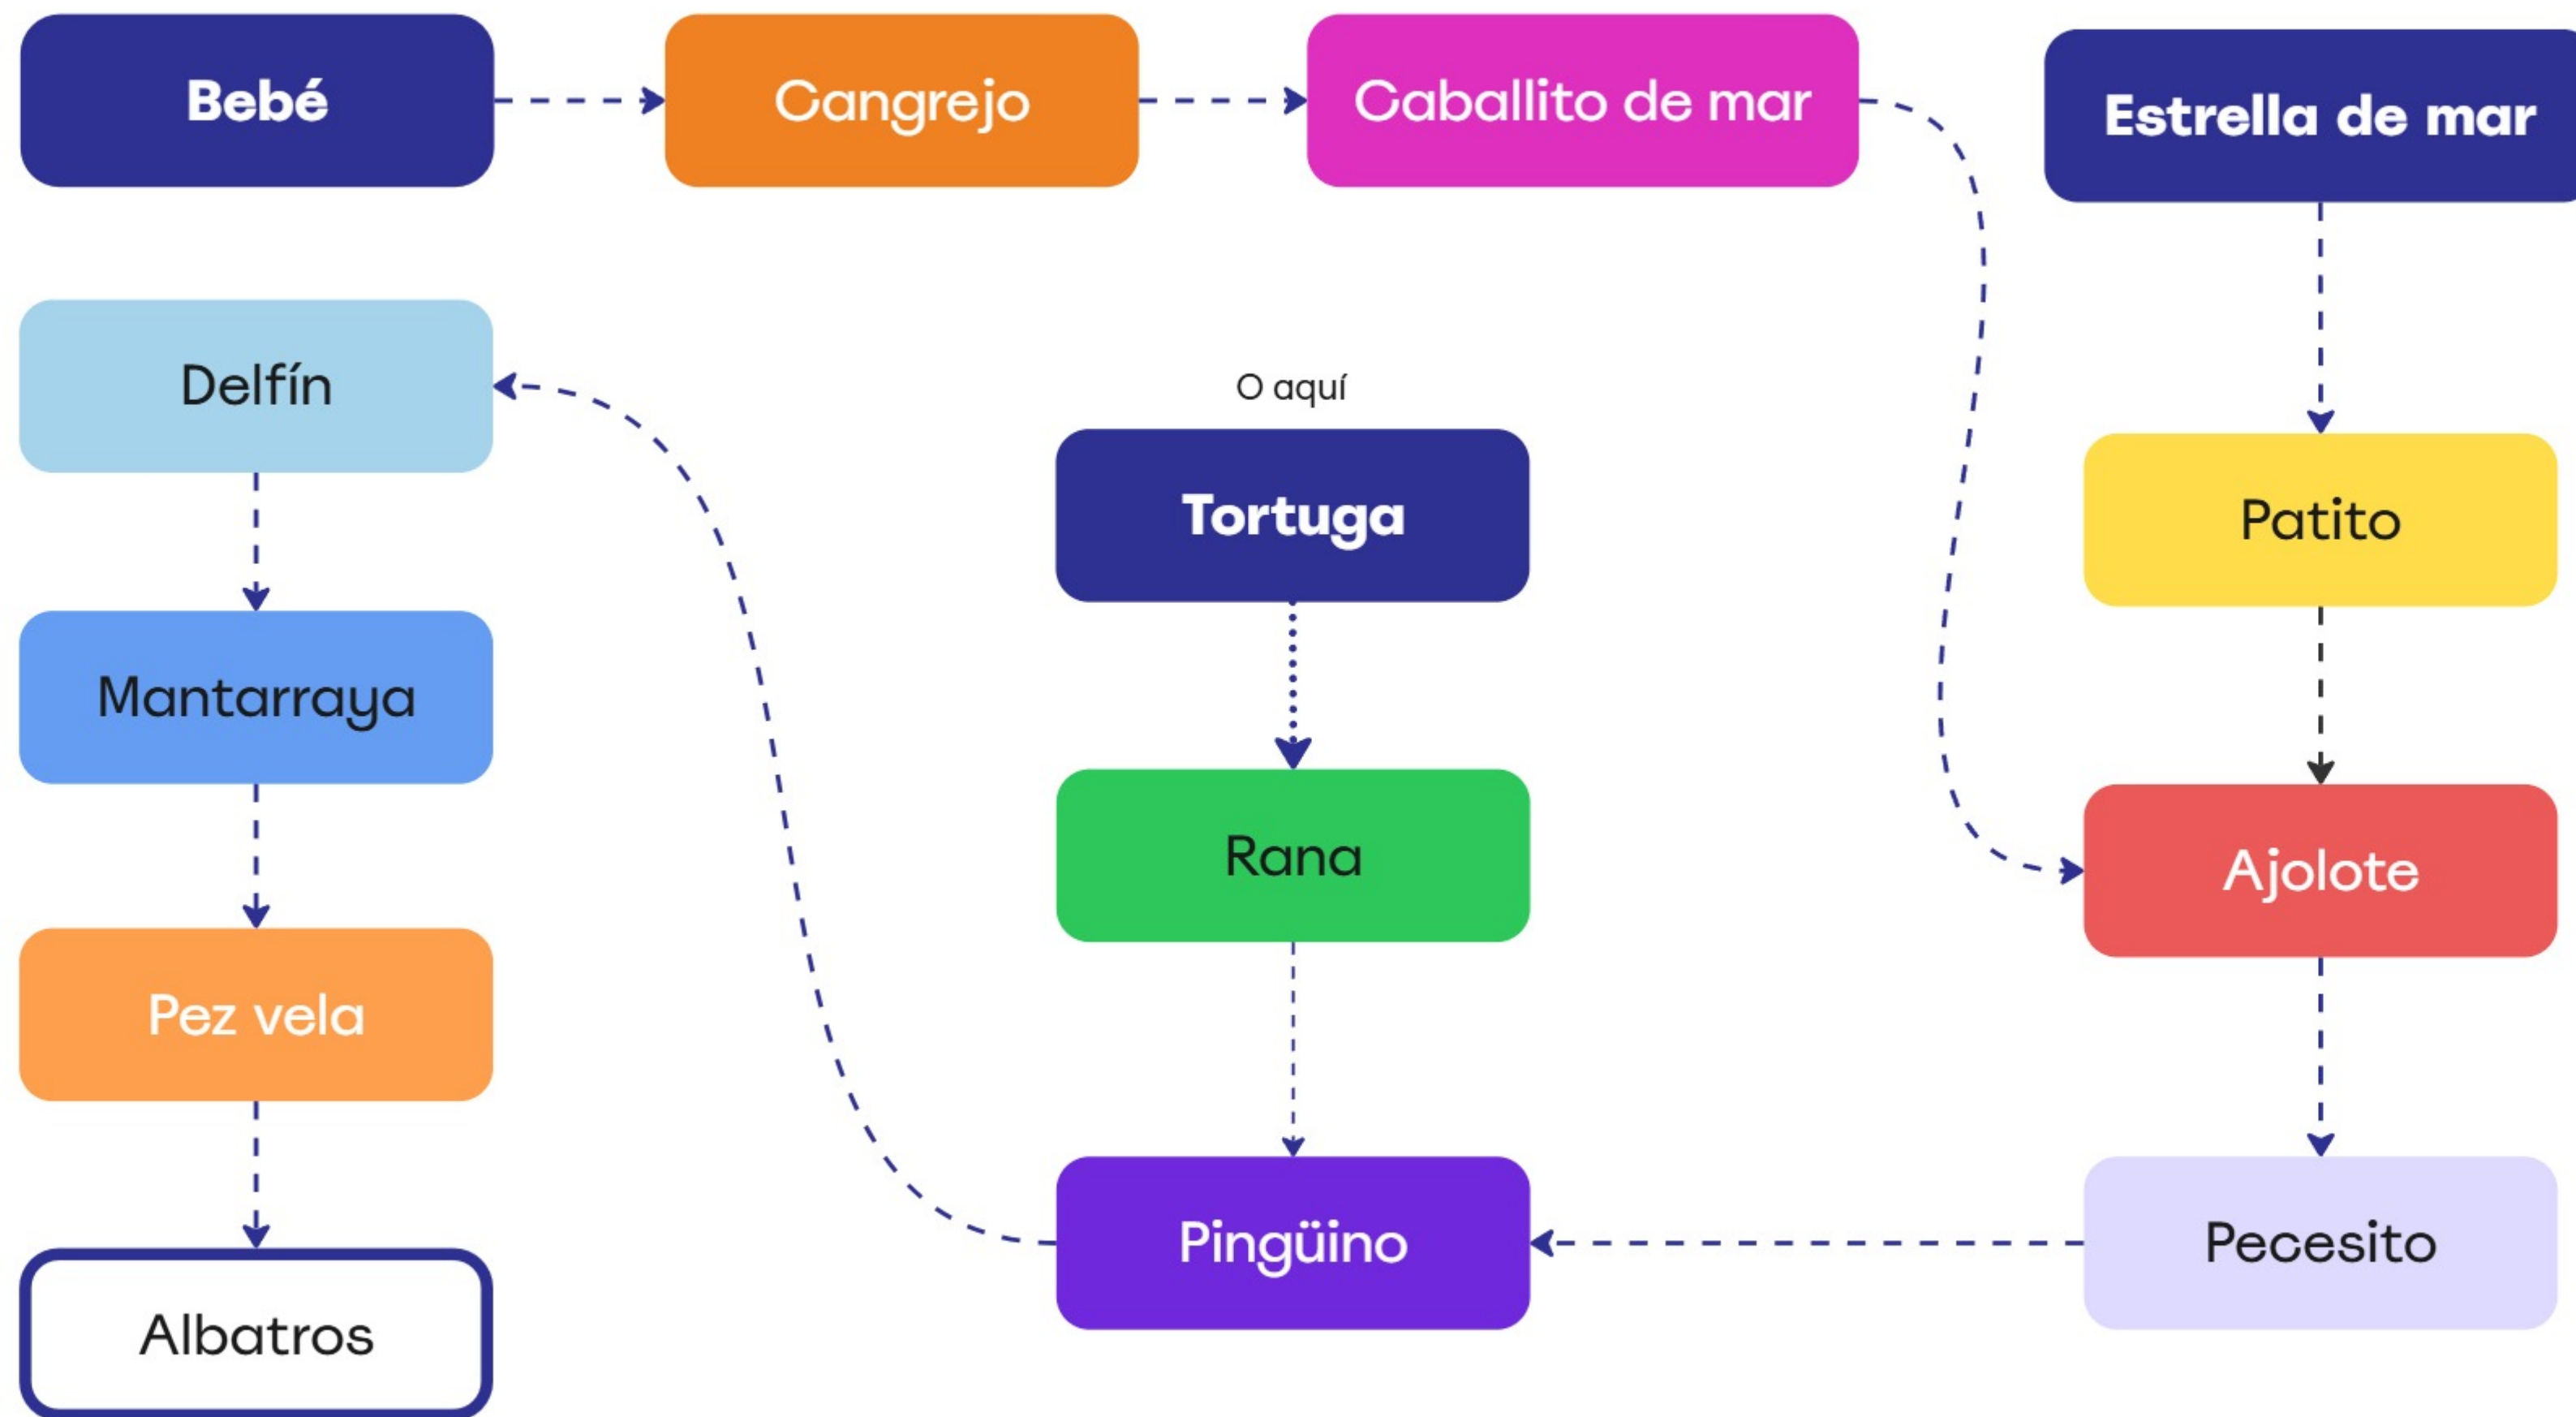 Bebé
Cangrejo
Caballito de mar
Estrella de mar
Delfín
O aquí
Tortuga
Patito
Mantarraya
Rana
Ajolote
Pez vela
Pingüino
Pecesito
Albatros